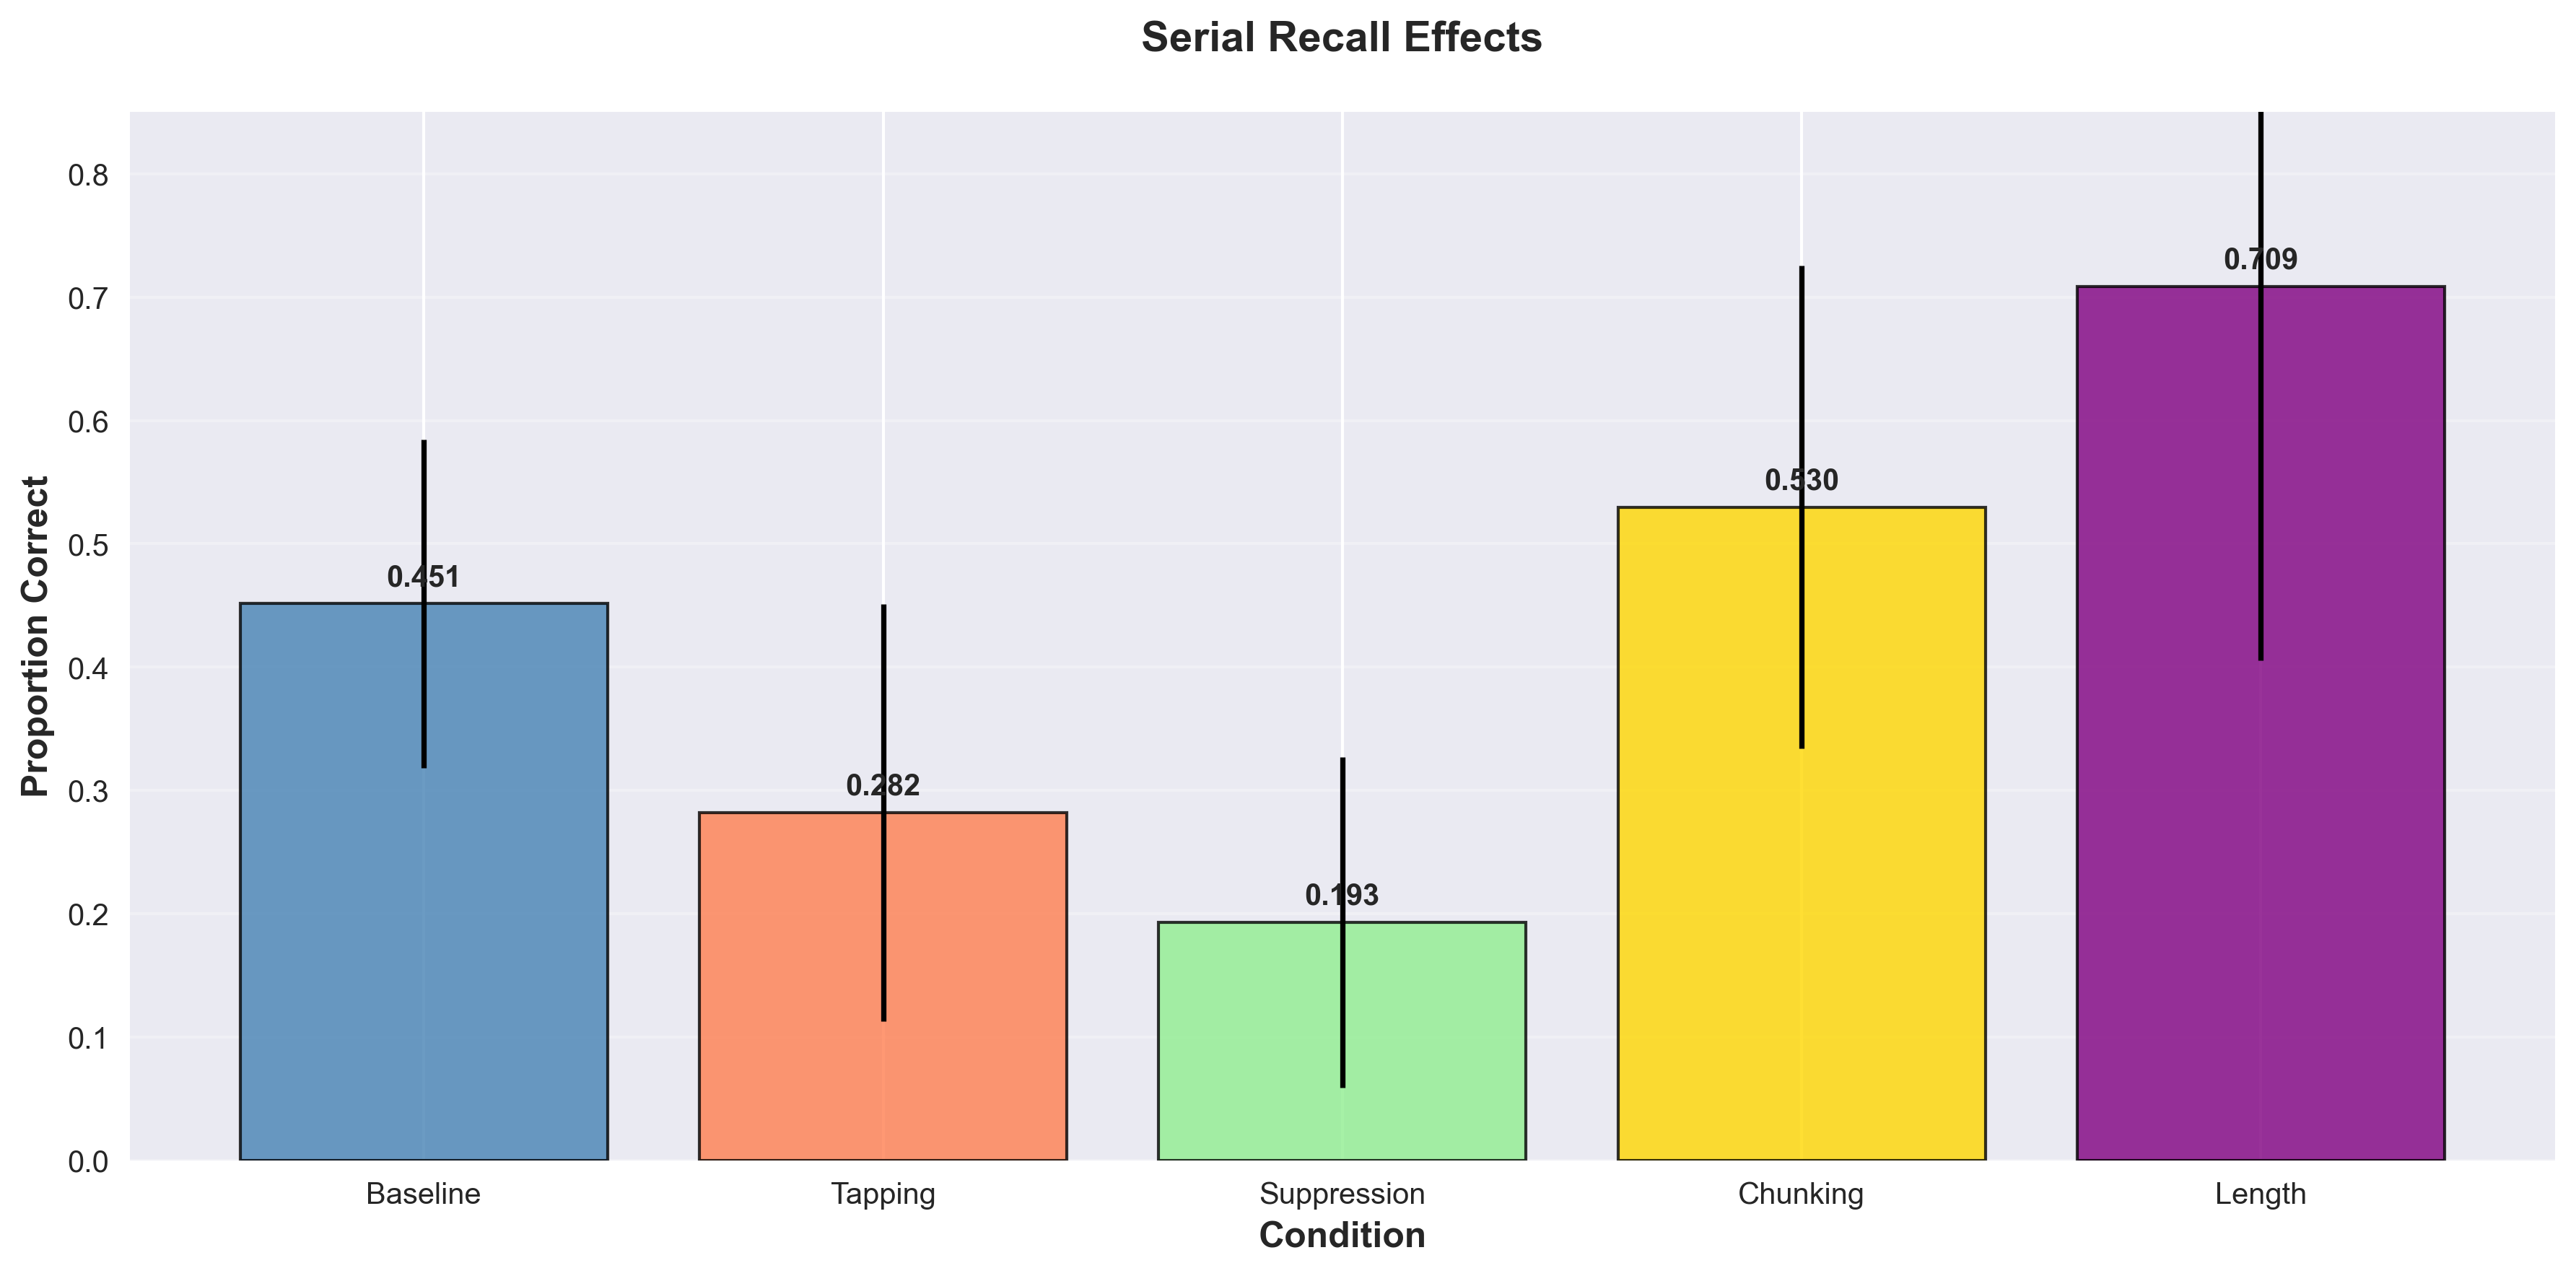 Serial Recall Effects
Proportion Correct
0.8
0.7
0.6
0.5
0.4
0.3
0.2
0.1
0.0
0.451
0.282
0.193
0.530
0.709
Baseline
Tapping
Suppression
Chunking
Length
Condition